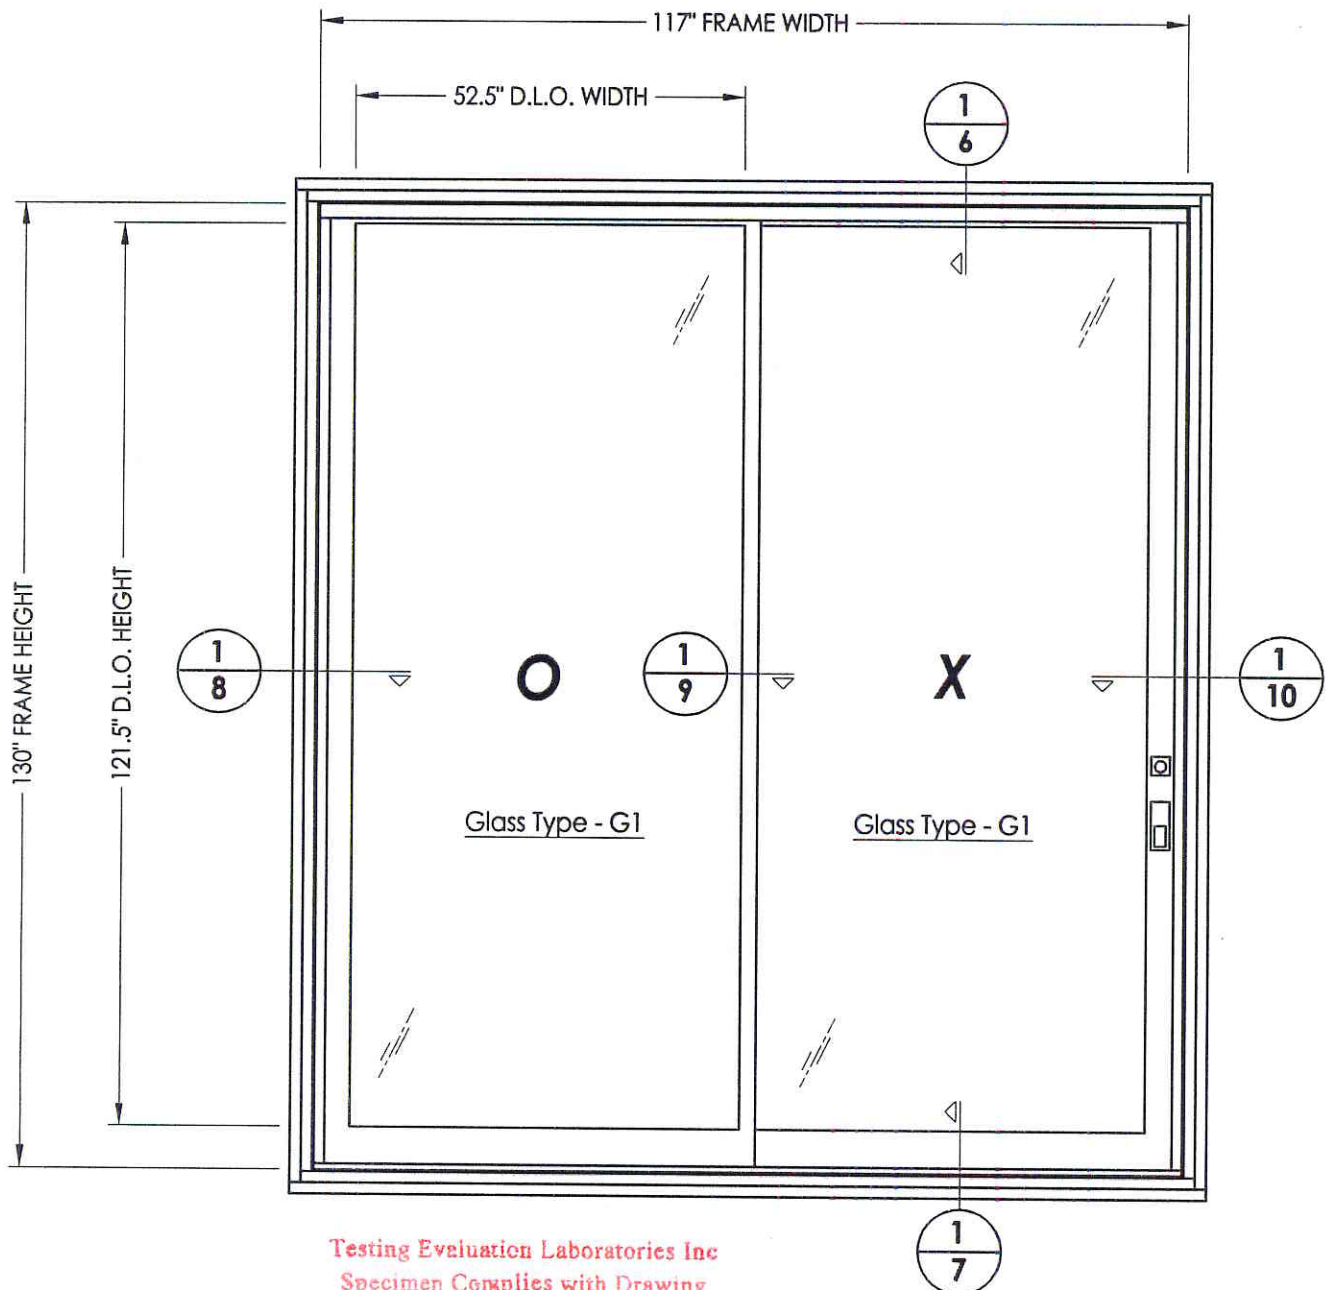 117" FRAME WIDTH
52.5" D.L.O. WIDTH
1
6
130" FRAME HEIGHT
121.5" D.L.O. HEIGHT
1
8
O
1
9
X
1
10
Glass Type - G1
Glass Type - G1
1
7
Testing Evaluation Laboratories Inc
Specimen Complies with Drawing